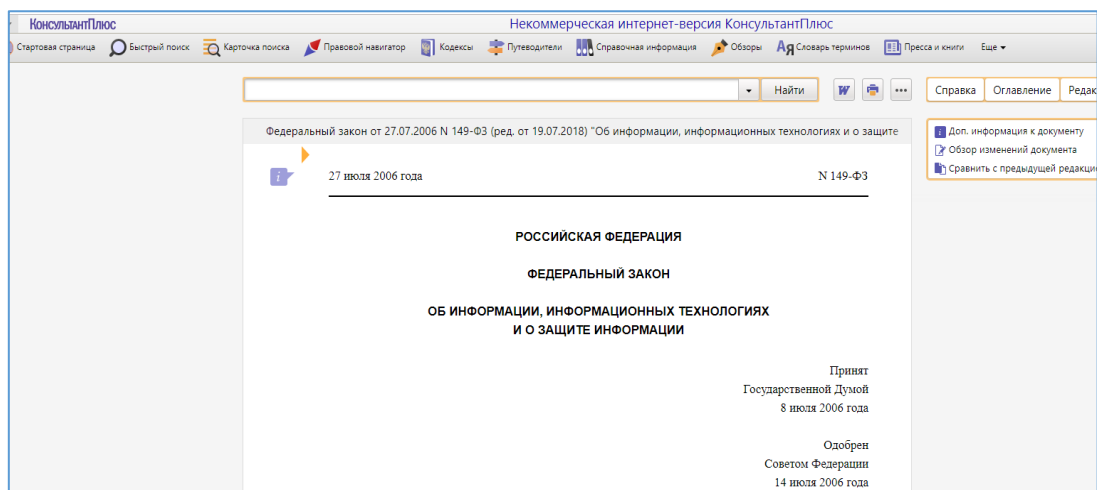 КонсультантПлюс Некоммерческая интернет-версия КонсультантПлюс
Стартовая страница Быстрый поиск Карточка поиска Правовой навигатор Кодексы Путеводители Справочная информация Обзоры Словарь терминов Пресса и книги Еще
Найти Справка Оглавление
Федеральный закон от 27.07.2006 N 149-ФЗ (ред. от 19.07.2018) "Об информации, информационных технологиях и о защите
Доп. информация к документу
Обзор изменений документа
Сравнить с предыдущей
27 июля 2006 года N 149-ФЗ
РОССИЙСКАЯ ФЕДЕРАЦИЯ
ФЕДЕРАЛЬНЫЙ ЗАКОН
ОБ ИНФОРМАЦИИ, ИНФОРМАЦИОННЫХ ТЕХНОЛОГИЯХ
И О ЗАЩИТЕ ИНФОРМАЦИИ
Принят
Государственной Думой
8 июля 2006 года
Одобрен
Советом Федерации
14 июля 2006 года